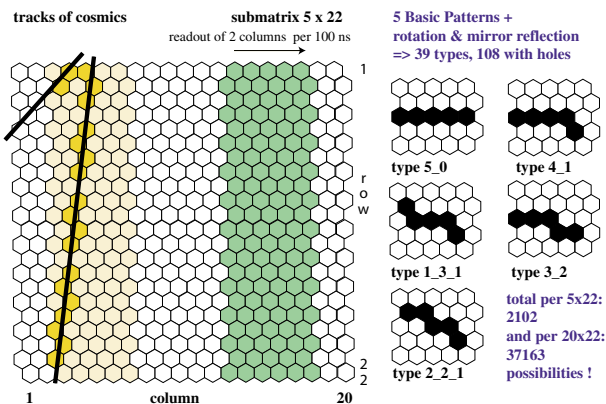 tracks of cosmics
submatrix 5 x 22
readout of 2 columns per 100 ns
1
row
22
1
column
20
5 Basic Patterns +
rotation & mirror reflection
=> 39 types, 108 with holes
type 5_0
type 4_1
type 1_3_1
type 3_2
type 2_2_1
total per 5x22:
2102
and per 20x22:
37163
possibilities !